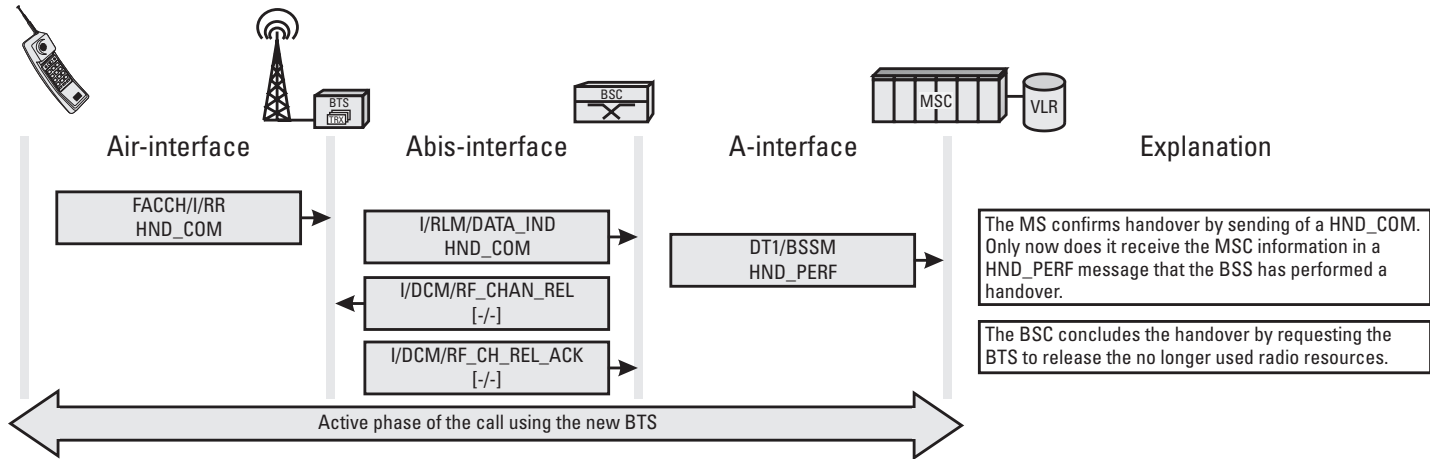 BTS
TRX
BSC
MSC
VLR
Air-interface
Abis-interface
A-interface
Explanation
FACCH/I/RR
HND_COM
I/RLM/DATA_IND
HND_COM
DT1/BSSM
HND_PERF
The MS confirms handover by sending of a HND_COM.
Only now does it receive the MSC information in a
HND_PERF message that the BSS has performed a
handover.
I/DCM/RF_CHAN_REL
[-/-]
The BSC concludes the handover by requesting the
BTS to release the no longer used radio resources.
I/DCM/RF_CH_REL_ACK
[-/-]
Active phase of the call using the new BTS